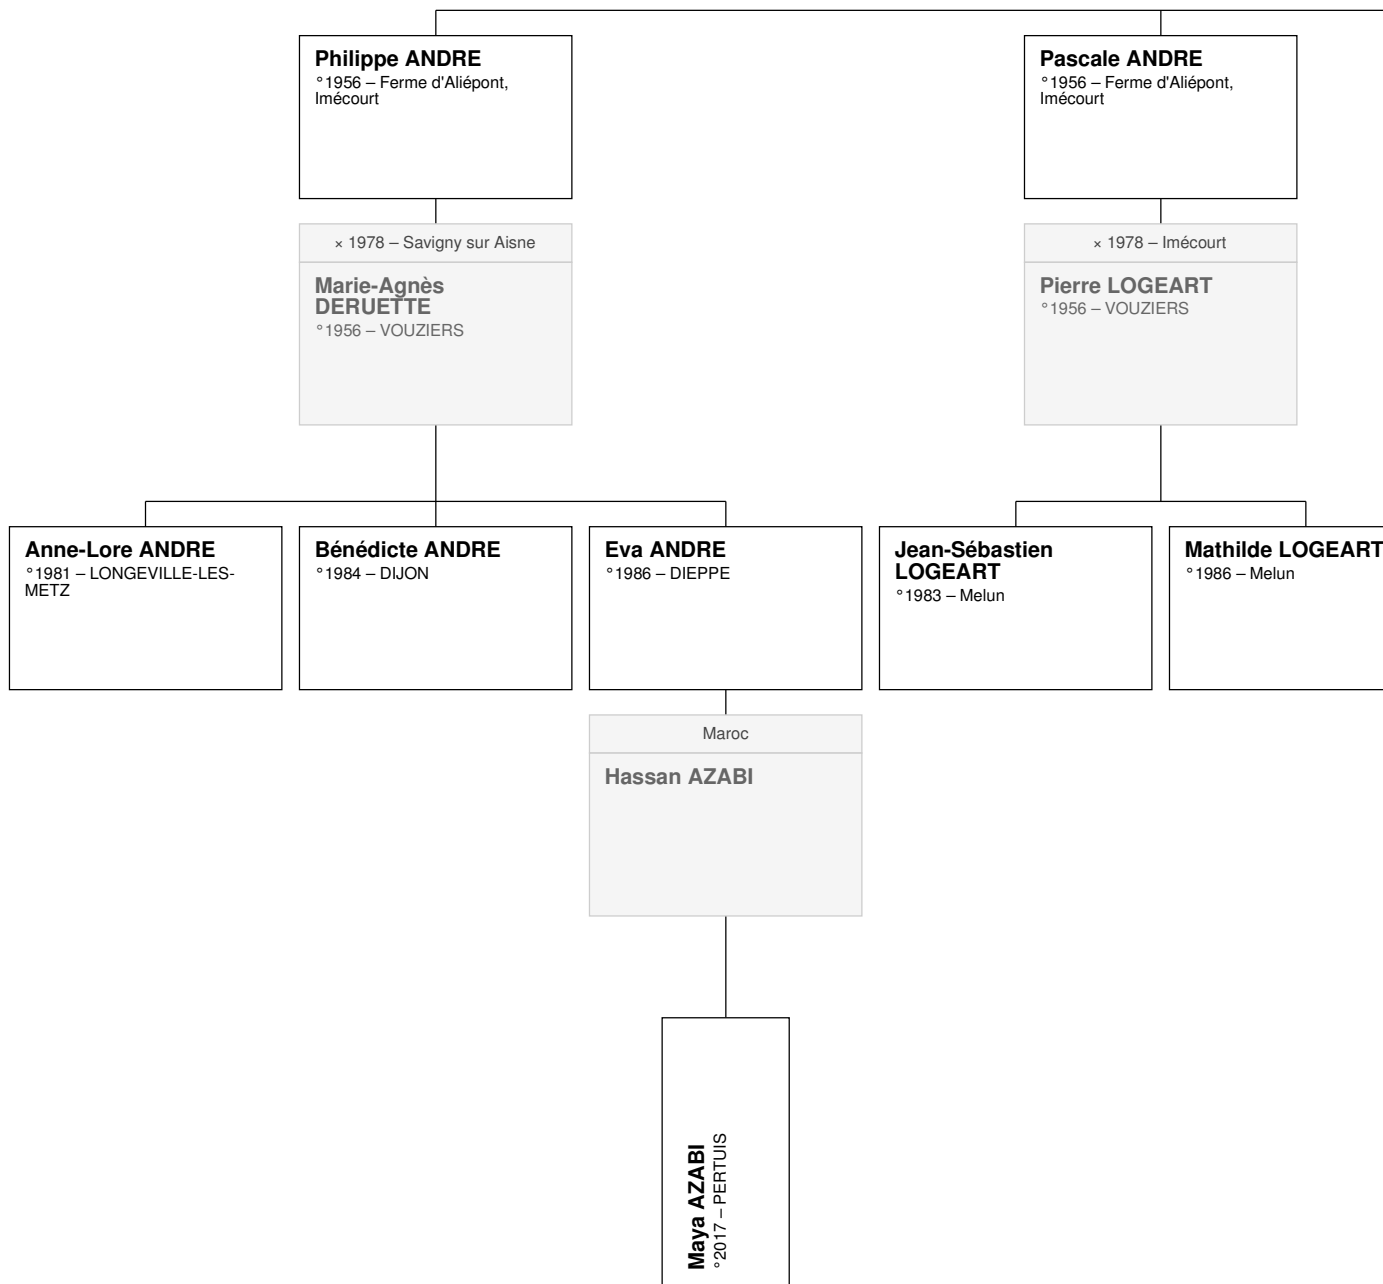 Philippe ANDRE
°1956 – Ferme d'Aliépont,
Imécourt
Pascale ANDRE
°1956 – Ferme d'Aliépont,
Imécourt
× 1978 – Savigny sur Aisne
Marie-Agnès
DERUETTE
°1956 – VOUZIERS
× 1978 – Imécourt
Pierre LOGEART
°1956 – VOUZIERS
Anne-Lore ANDRE
°1981 – LONGEVILLE-LES-
METZ
Bénédicte ANDRE
°1984 – DIJON
Eva ANDRE
°1986 – DIEPPE
Jean-Sébastien
LOGEART
°1983 – Melun
Mathilde LOGEART
°1986 – Melun
Maroc
Hassan AZABI
Maya AZABI
°2017 – PERTUIS